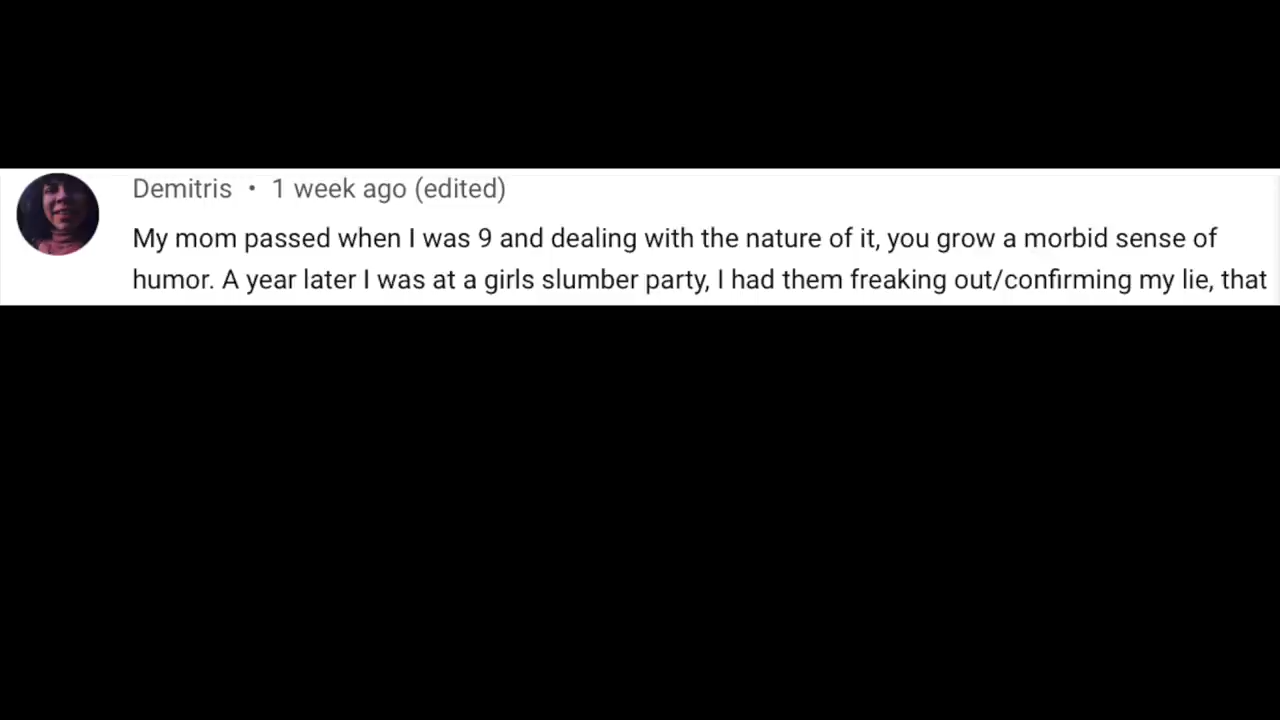 Demitris • 1 week ago (edited)
My mom passed when I was 9 and dealing with the nature of it, you grow a morbid sense of
humor. A year later I was at a girls slumber party, I had them freaking out/confirming my lie, that